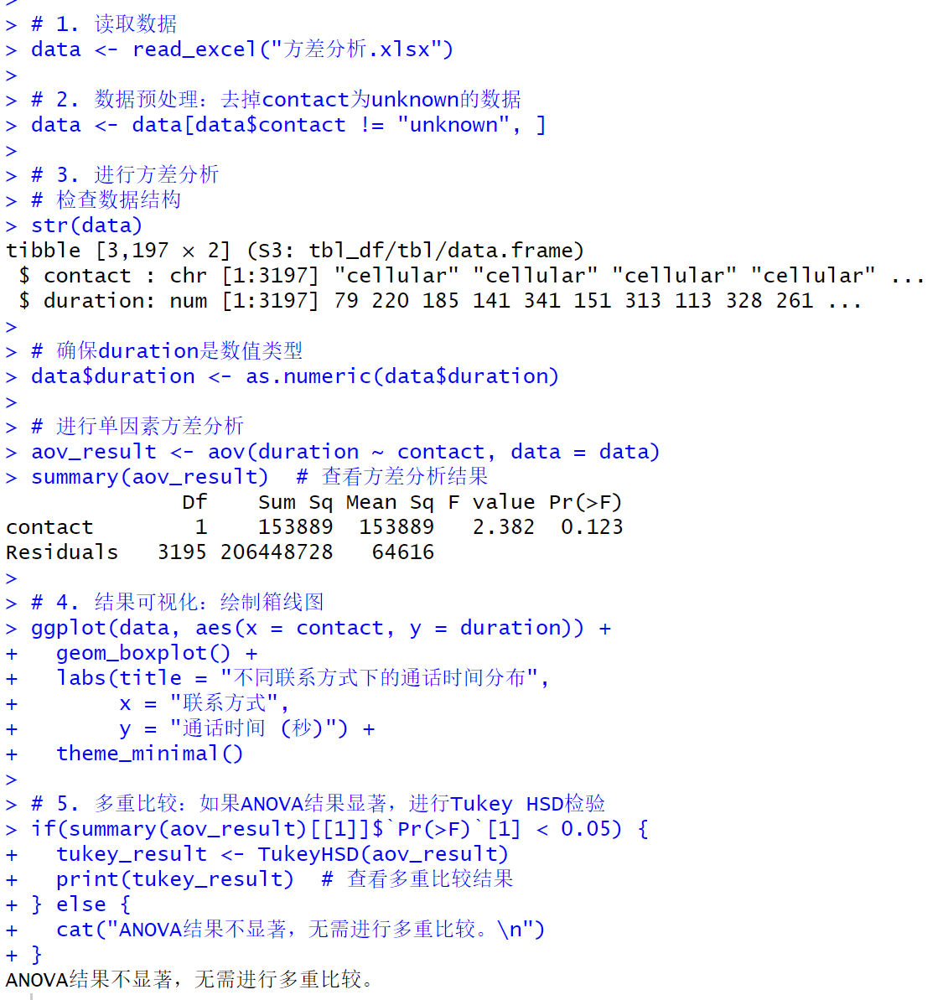 >
> # 1. 读取数据
> data <- read_excel("方差分析.xlsx")
>
> # 2. 数据预处理：去掉contact为unknown的数据
> data <- data[data$contact != "unknown", ]
>
> # 3. 进行方差分析
> # 检查数据结构
> str(data)
tibble [3,197 × 2] (S3: tbl_df/tbl/data.frame)
 $ contact : chr [1:3197] "cellular" "cellular" "cellular" "cellular" ...
 $ duration: num [1:3197] 79 220 185 141 341 151 313 113 328 261 ...
>
> # 确保duration是数值类型
> data$duration <- as.numeric(data$duration)
>
> # 进行单因素方差分析
> aov_result <- aov(duration ~ contact, data = data)
> summary(aov_result)  # 查看方差分析结果
              Df    Sum Sq Mean Sq F value Pr(>F)
contact        1    153889  153889   2.382  0.123
Residuals   3195 206448728   64616
>
> # 4. 结果可视化：绘制箱线图
> ggplot(data, aes(x = contact, y = duration)) +
+   geom_boxplot() +
+   labs(title = "不同联系方式下的通话时间分布",
+        x = "联系方式",
+        y = "通话时间 (秒)") +
+   theme_minimal()
>
> # 5. 多重比较：如果ANOVA结果显著，进行Tukey HSD检验
> if(summary(aov_result)[[1]]$`Pr(>F)`[1] < 0.05) {
+   tukey_result <- TukeyHSD(aov_result)
+   print(tukey_result)  # 查看多重比较结果
+ } else {
+   cat("ANOVA结果不显著，无需进行多重比较。\n")
+ }
ANOVA结果不显著，无需进行多重比较。